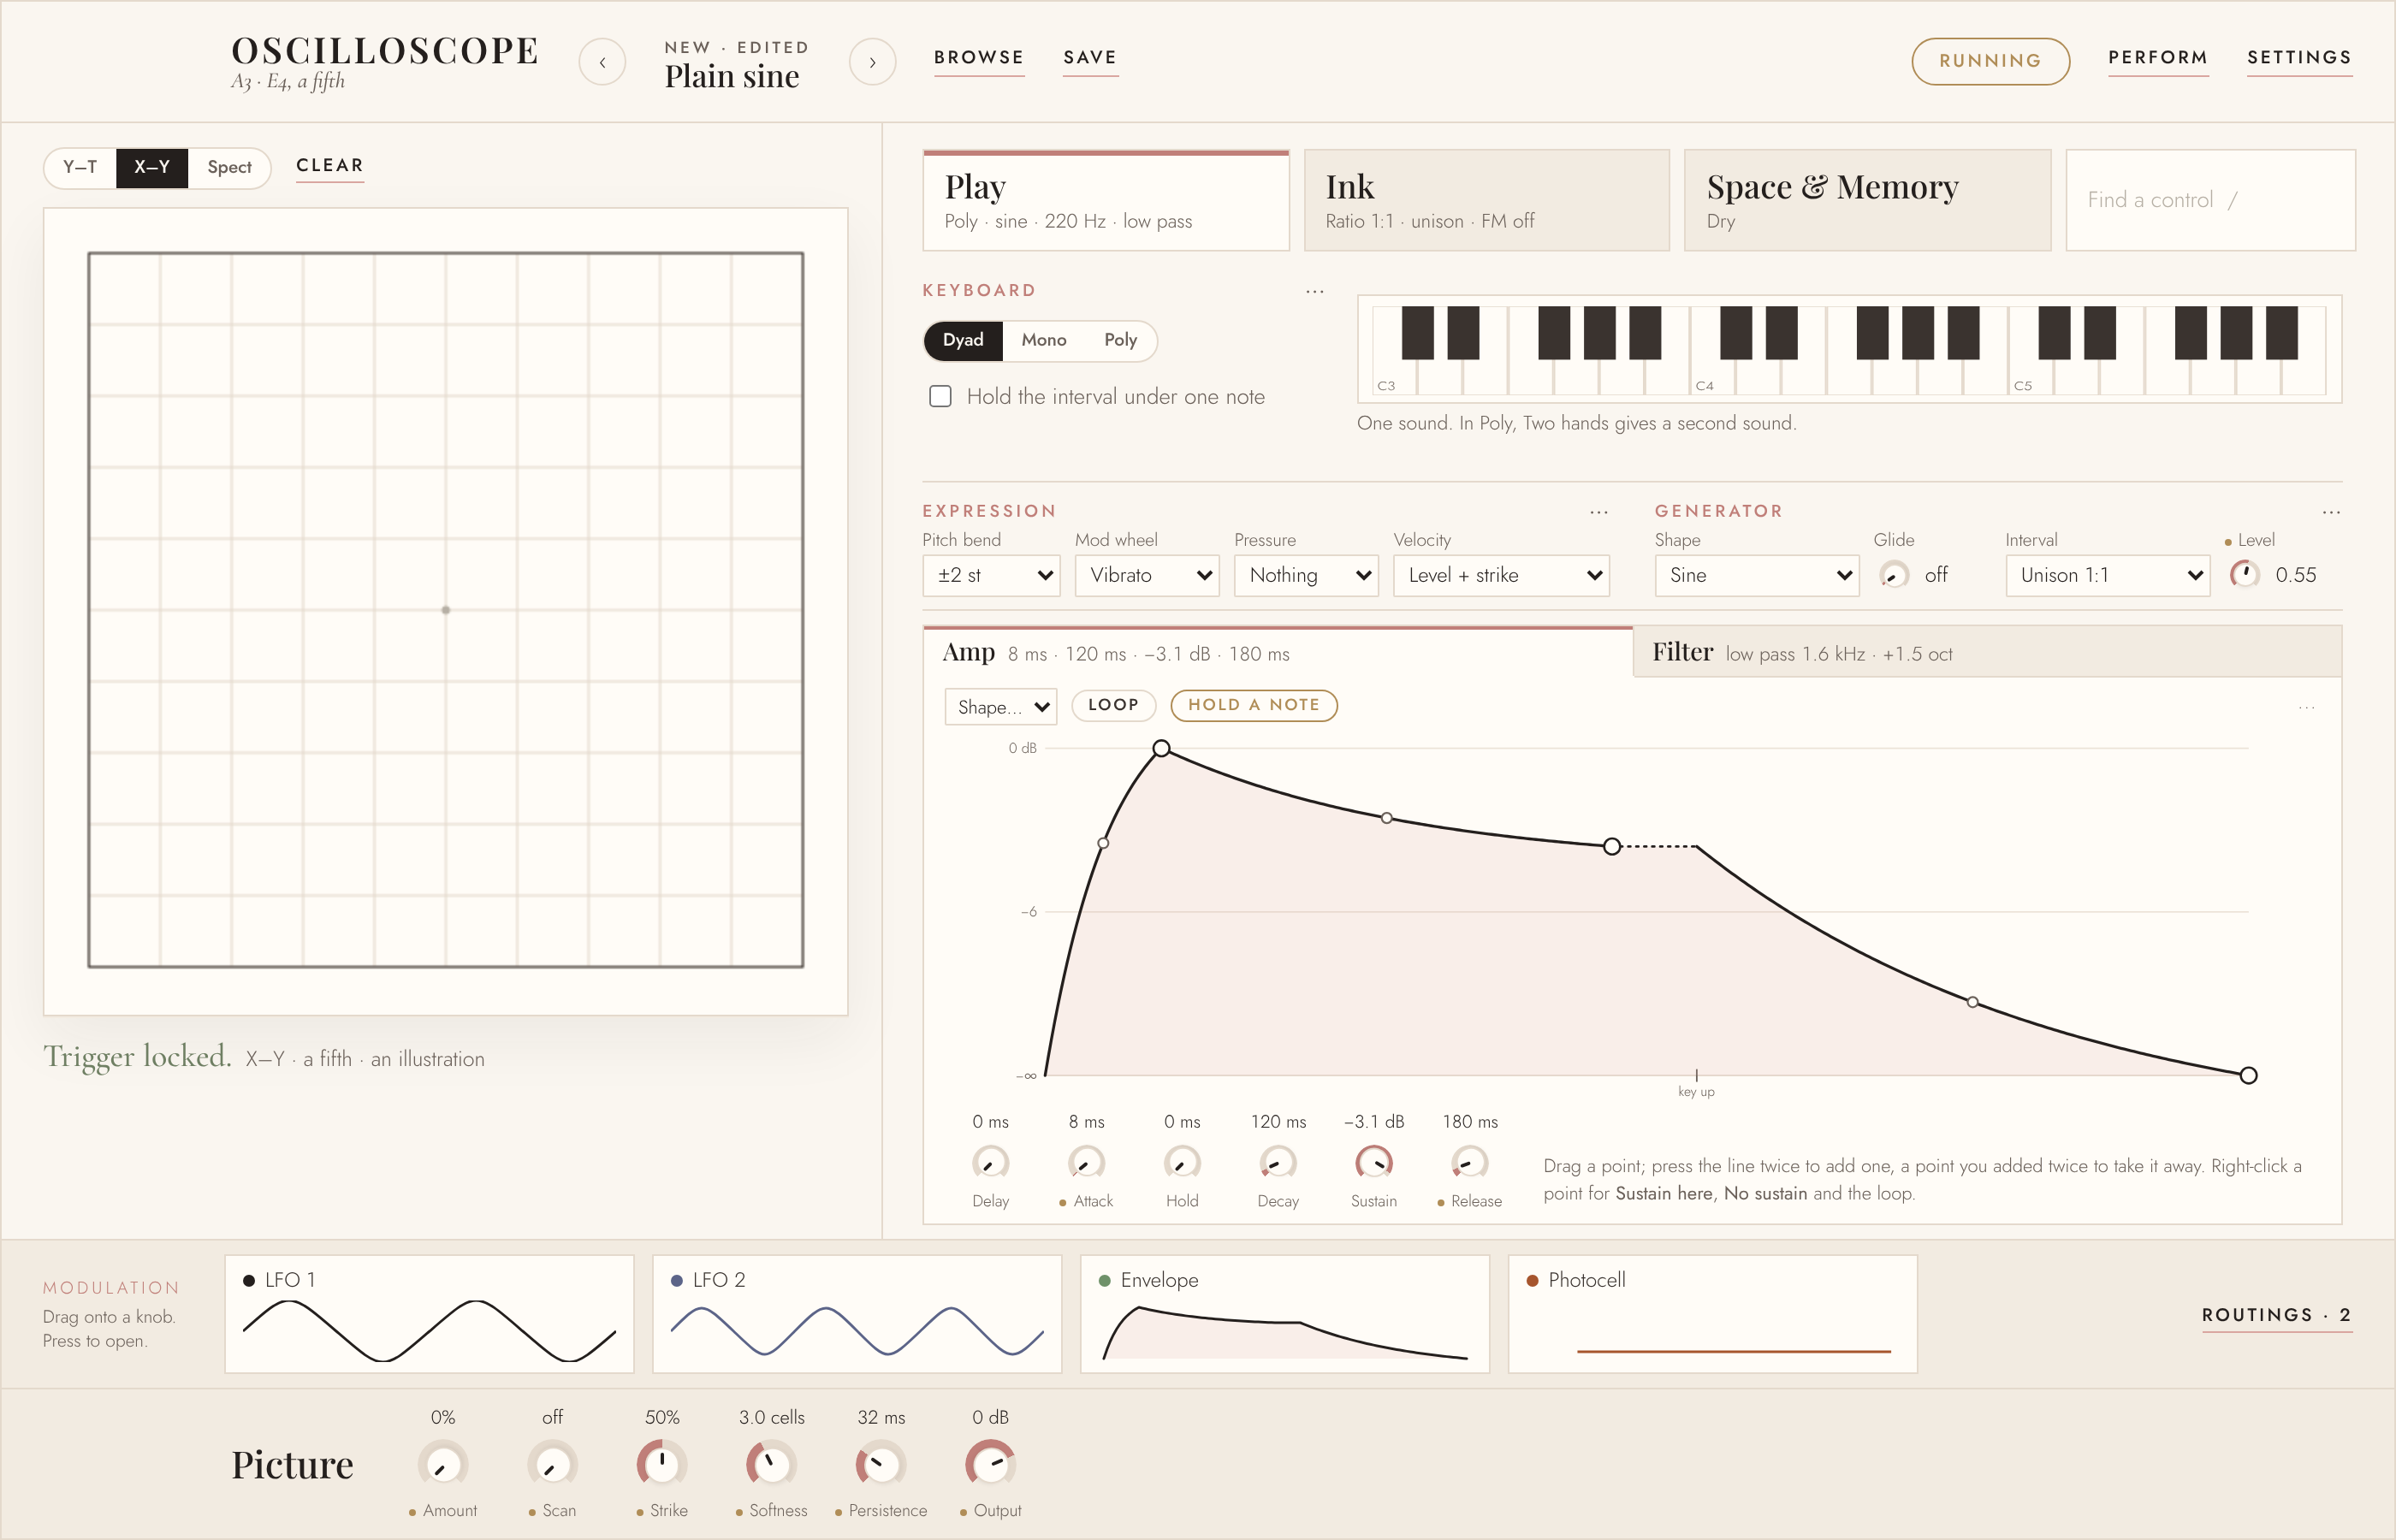 OSCILLOSCOPE
A3 · E4, a fifth
‹
NEW · EDITED
Plain sine
›
BROWSE
SAVE
RUNNING
PERFORM
SETTINGS
Y–T
X–Y
Spect
CLEAR
Trigger locked. X–Y · a fifth · an illustration
Play
Poly · sine · 220 Hz · low pass
Ink
Ratio 1:1 · unison · FM off
Space & Memory
Dry
Find a control /
KEYBOARD
...
Dyad
Mono
Poly
Hold the interval under one note
C3
C4
C5
One sound. In Poly, Two hands gives a second sound.
EXPRESSION
...
Pitch bend
±2 st
Mod wheel
Vibrato
Pressure
Nothing
Velocity
Level + strike
GENERATOR
...
Shape
Sine
Glide
off
Interval
Unison 1:1
Level
0.55
Amp 8 ms · 120 ms · −3.1 dB · 180 ms
Filter low pass 1.6 kHz · +1.5 oct
Shape...
LOOP
HOLD A NOTE
...
0 dB
−6
−∞
key up
0 ms
8 ms
0 ms
120 ms
−3.1 dB
180 ms
Delay
Attack
Hold
Decay
Sustain
Release
Drag a point; press the line twice to add one, a point you added twice to take it away. Right-click a
point for Sustain here, No sustain and the loop.
MODULATION
Drag onto a knob.
Press to open.
LFO 1
LFO 2
Envelope
Photocell
ROUTINGS · 2
Picture
0%
off
50%
3.0 cells
32 ms
0 dB
Amount
Scan
Strike
Softness
Persistence
Output